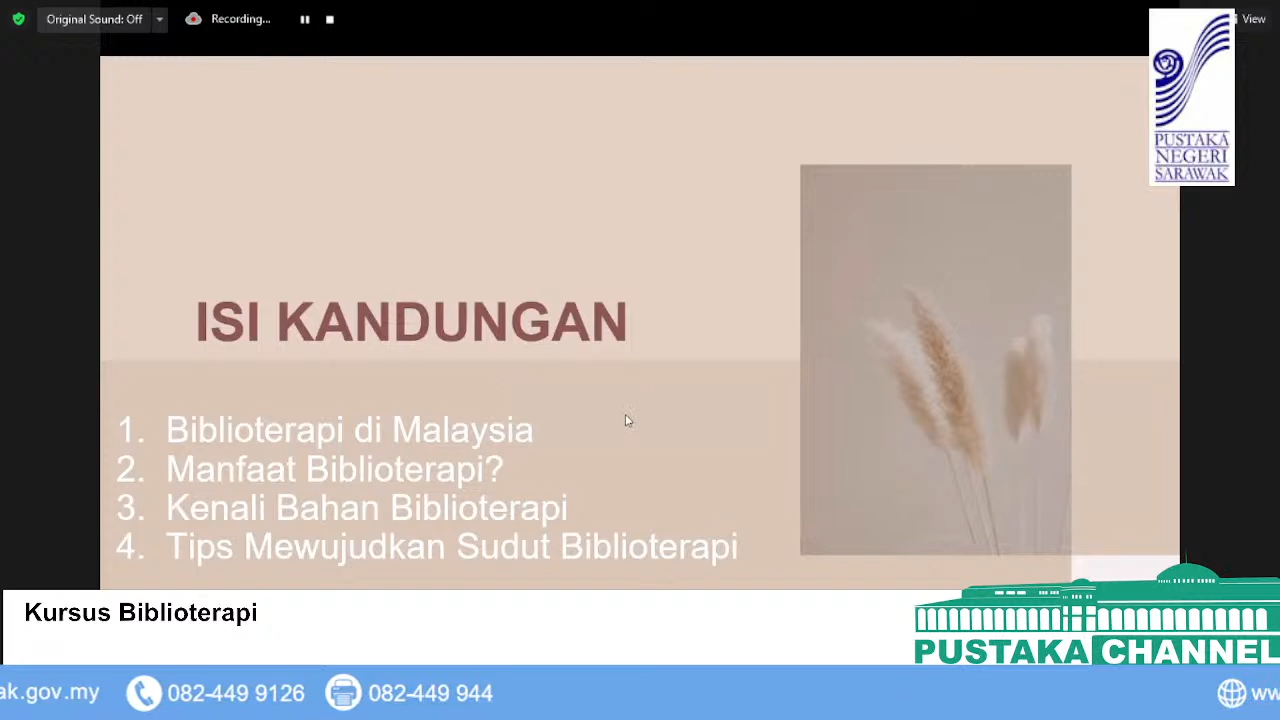 Original Sound: Off
Recording...
View
PUSTAKA
NEGERI
SARAWAK
ISI KANDUNGAN
1. Biblioterapi di Malaysia
2. Manfaat Biblioterapi?
3. Kenali Bahan Biblioterapi
4. Tips Mewujudkan Sudut Biblioterapi
Kursus Biblioterapi
PUSTAKA CHANNEL
ak.gov.my 082-449 9126 082-449 944 ww